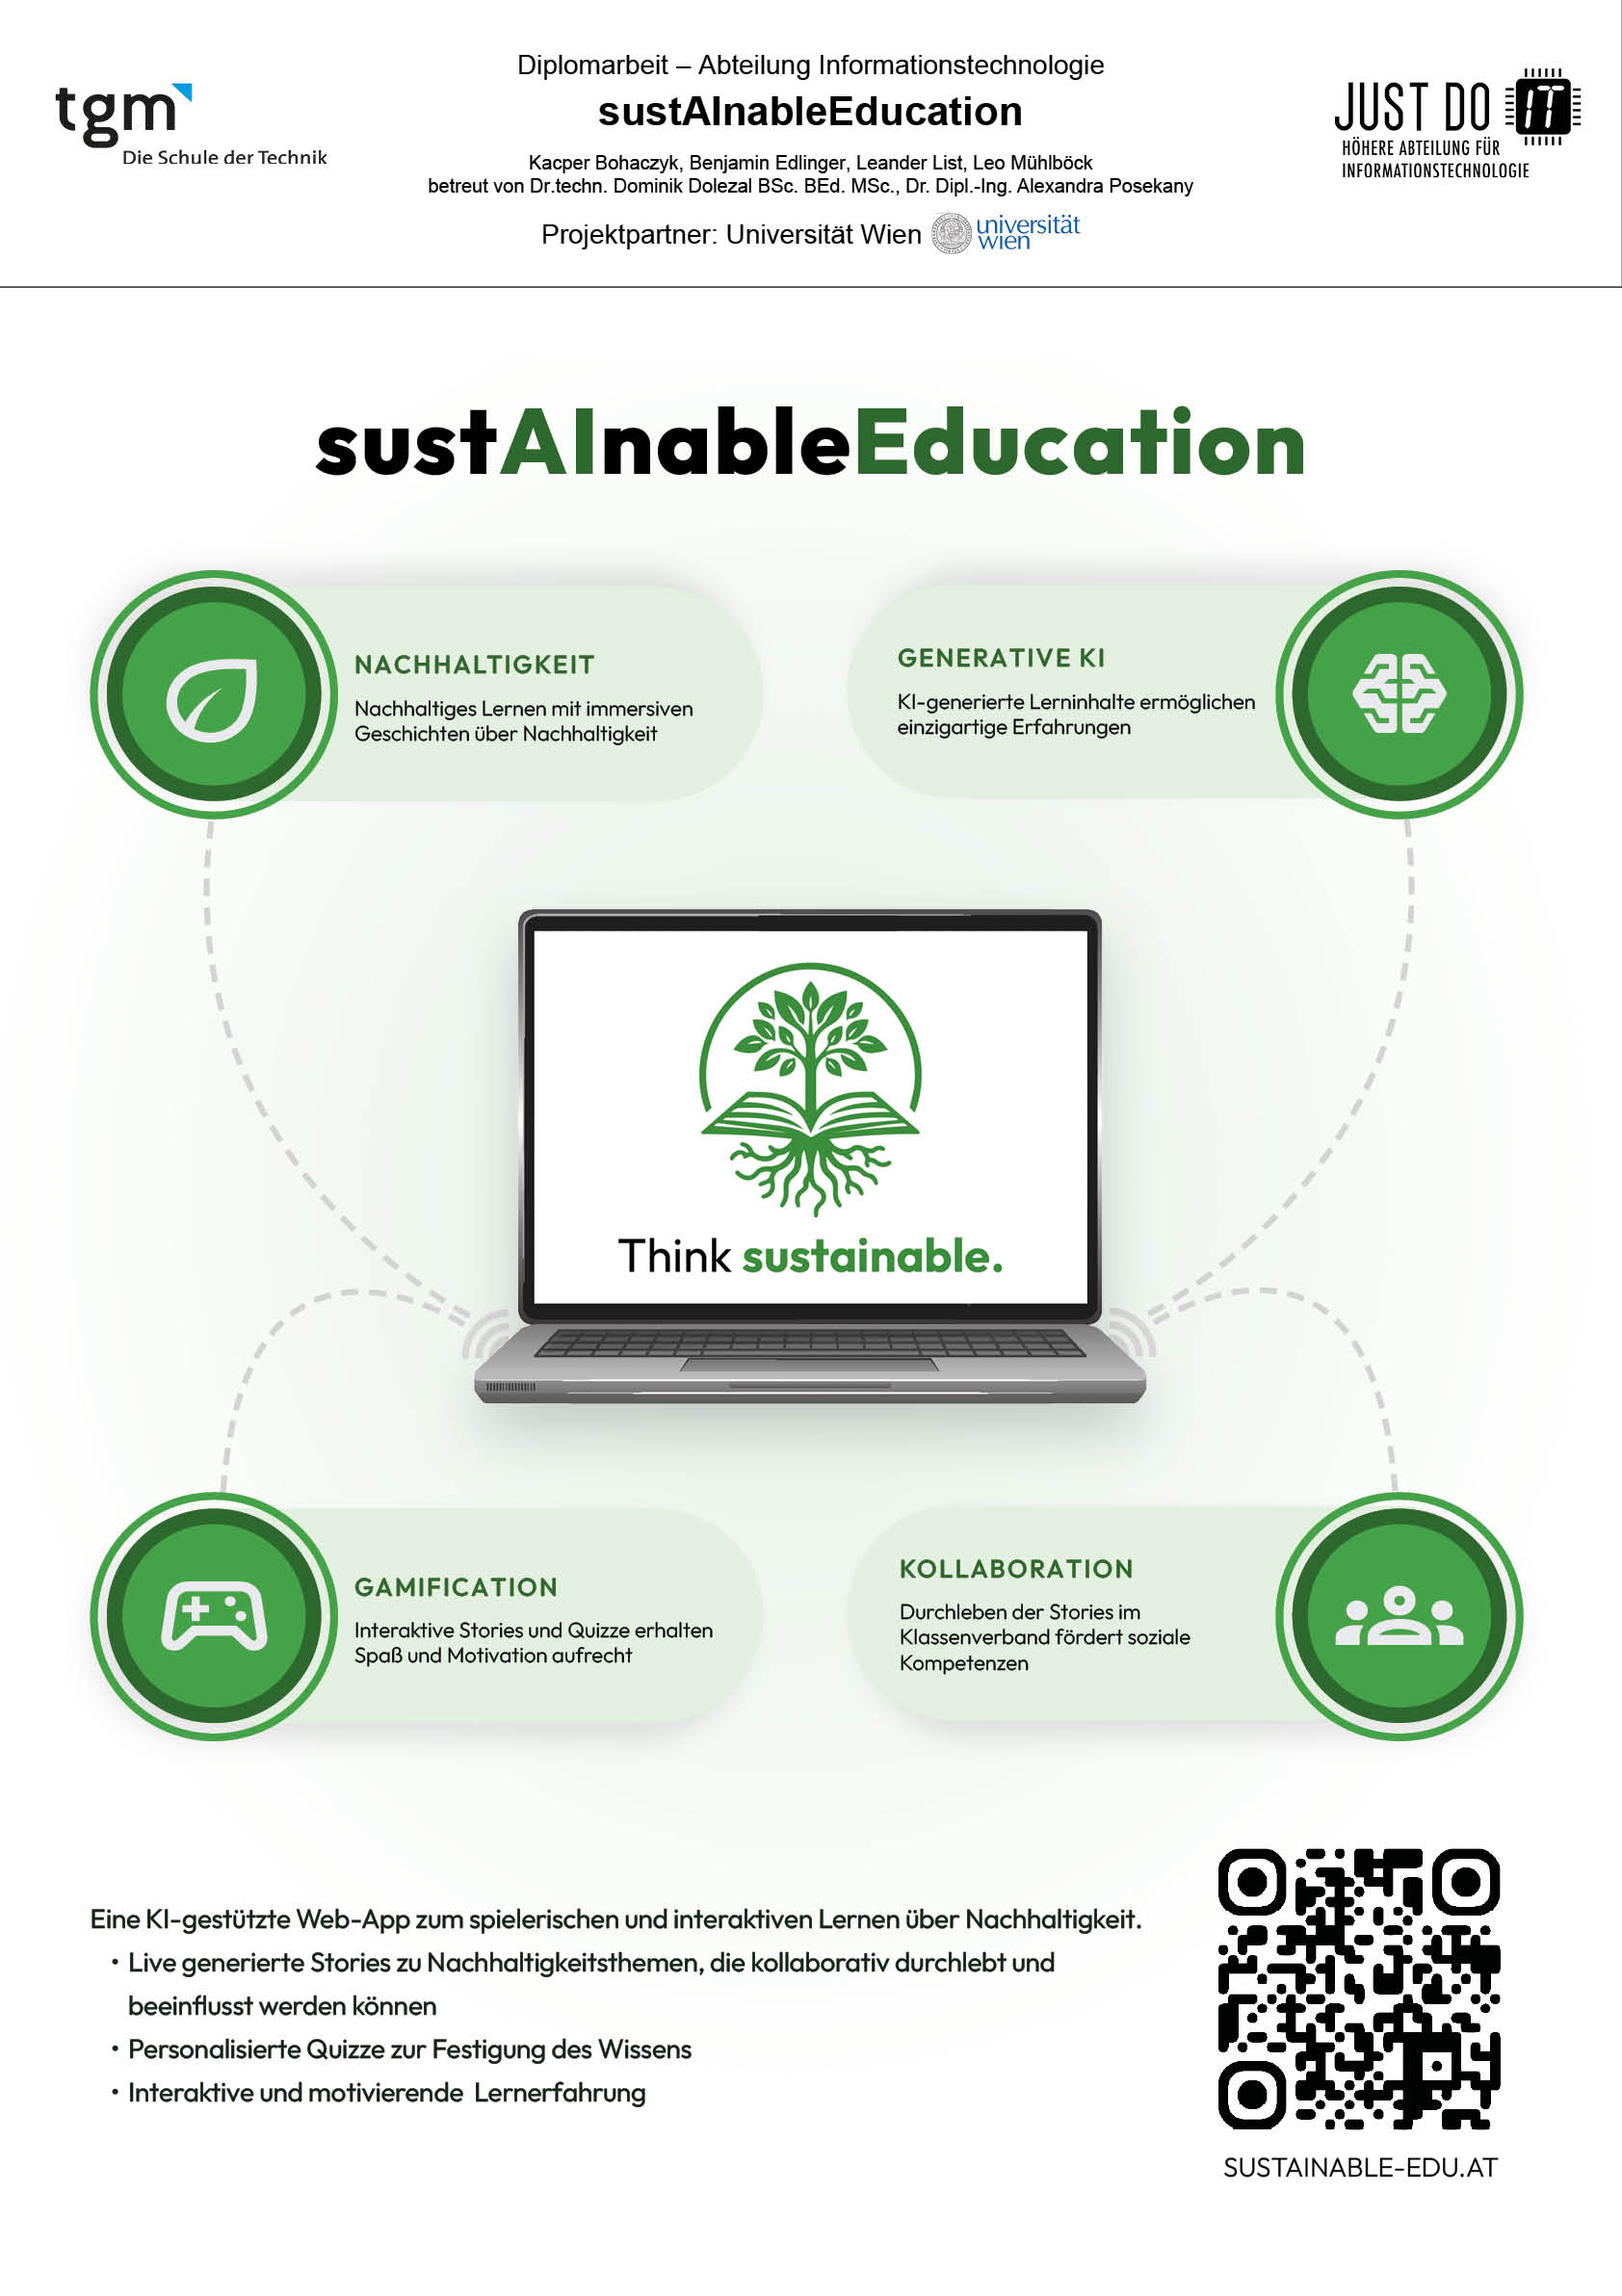 tgm
Die Schule der Technik
Diplomarbeit – Abteilung Informationstechnologie
sustAInableEducation
Kacper Bohaczyk, Benjamin Edlinger, Leander List, Leo Mühlböck
betreut von Dr.techn. Dominik Dolezal BSc. BEd. MSc., Dr. Dipl.-Ing. Alexandra Posekany
Projektpartner: Universität Wien
universität
wien
JUST DO IT
HÖHERE ABTEILUNG FÜR
INFORMATIONSTECHNOLOGIE
sustAInableEducation
NACHHALTIGKEIT
Nachhaltiges Lernen mit immersiven
Geschichten über Nachhaltigkeit
GENERATIVE KI
KI-generierte Lerninhalte ermöglichen
einzigartige Erfahrungen
Think sustainable.
GAMIFICATION
Interaktive Stories und Quizze erhalten
Spaß und Motivation aufrecht
KOLLABORATION
Durchleben der Stories im
Klassenverband fördert soziale
Kompetenzen
Eine KI-gestützte Web-App zum spielerischen und interaktiven Lernen über Nachhaltigkeit.
• Live generierte Stories zu Nachhaltigkeitsthemen, die kollaborativ durchlebt und
beeinflusst werden können
• Personalisierte Quizze zur Festigung des Wissens
• Interaktive und motivierende  Lernerfahrung
SUSTAINABLE-EDU.AT